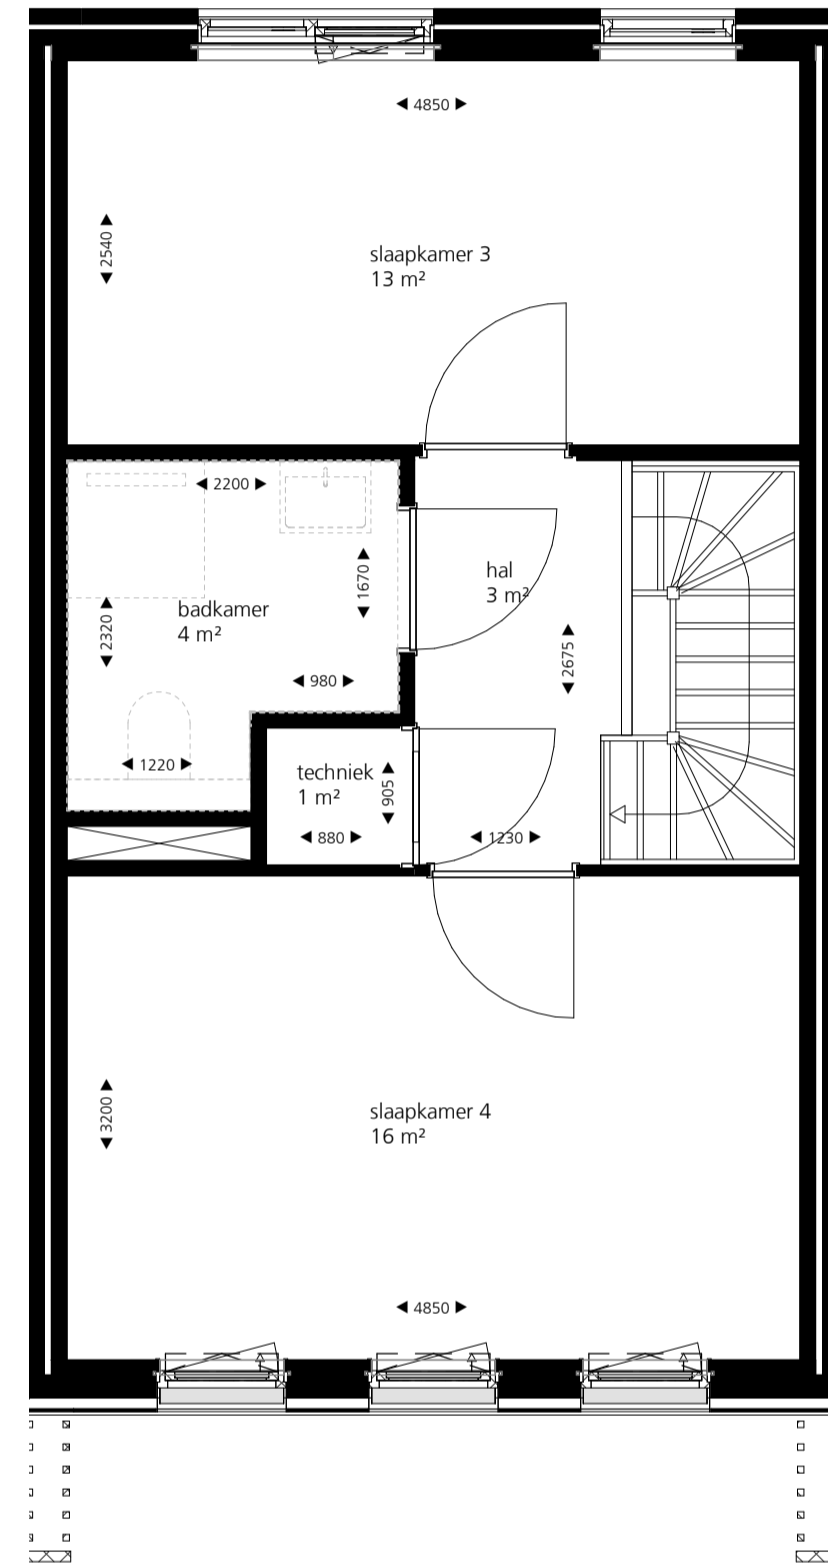 4850
2540
slaapkamer 3
13 m²
2200
1670
hal
3 m²
badkamer
4 m²
2320
2675
980
1220
techniek
1 m²
905
880
1230
3200
slaapkamer 4
16 m²
4850